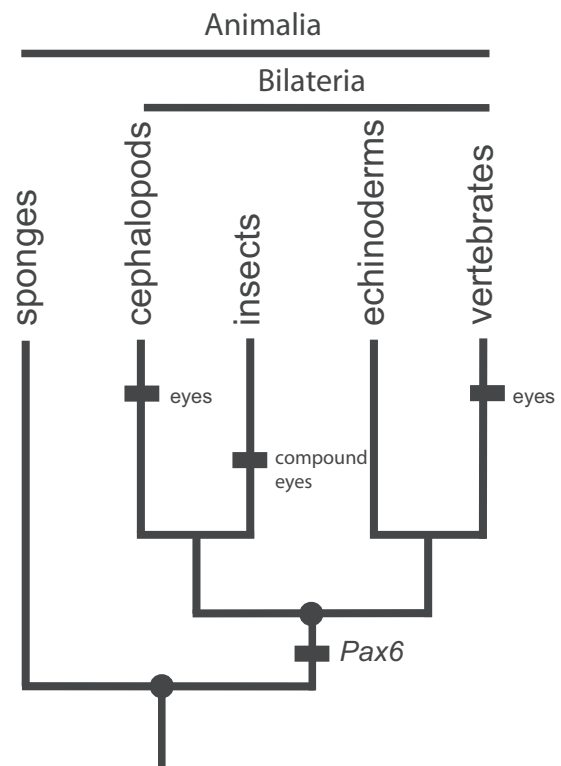 Animalia
Bilateria
sponges
cephalopods
insects
echinoderms
vertebrates
eyes
eyes
compound
eyes
Pax6